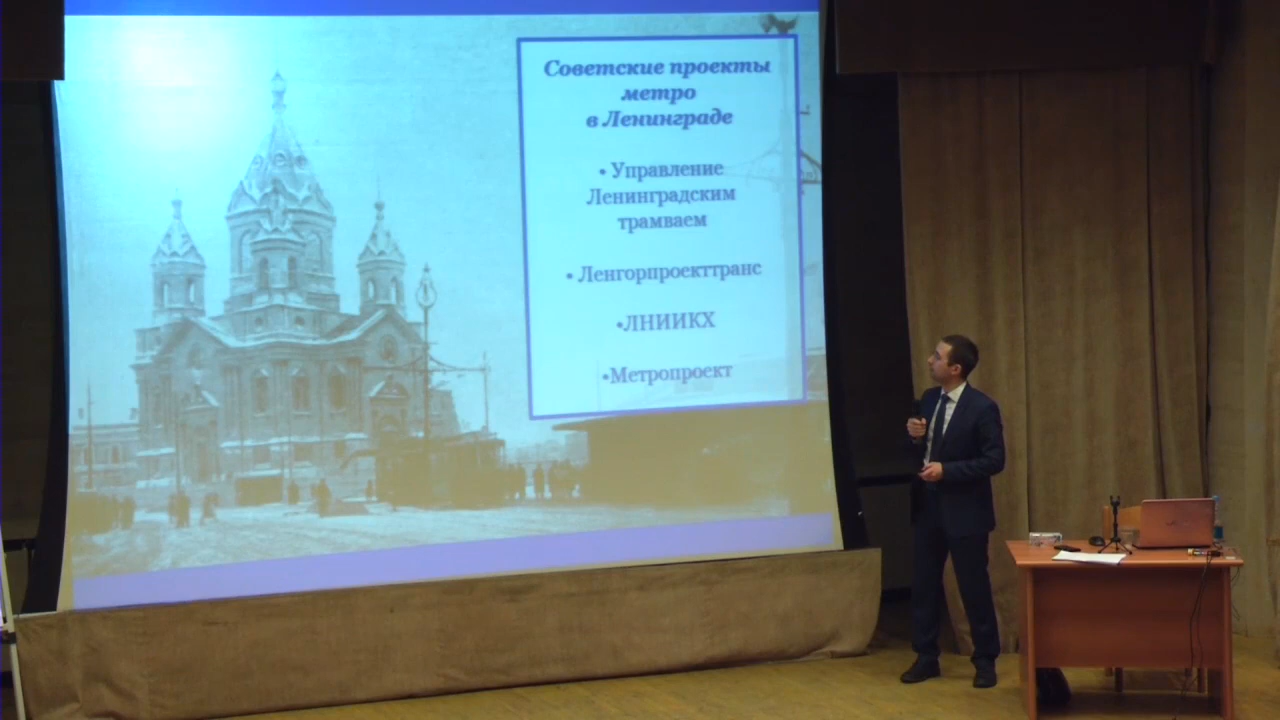 Советские проекты
метро
в Ленинграде
• Управление
Ленинградским
трамваем
• Ленгорпроекттранс
•ЛНИИКХ
•Метропроект